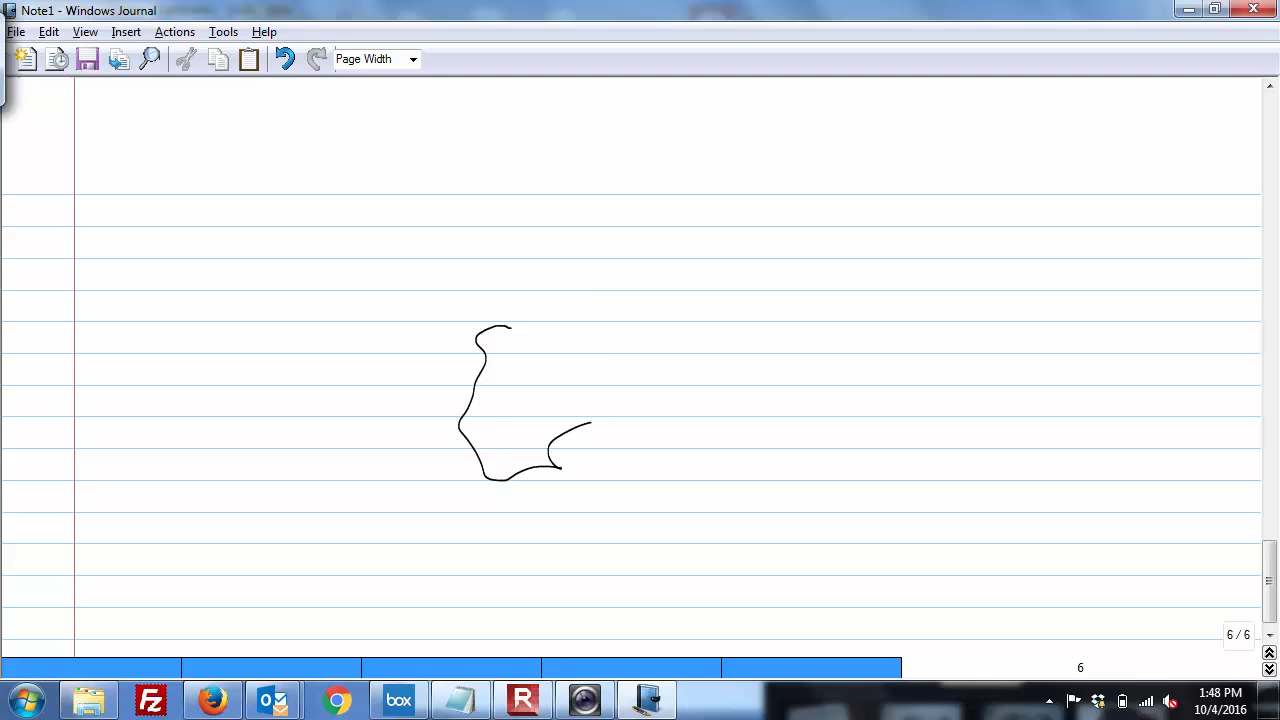 Note1 - Windows Journal
File Edit View Insert Actions Tools Help
Page Width
6 / 6
6
box
R
1:48 PM
10/4/2016